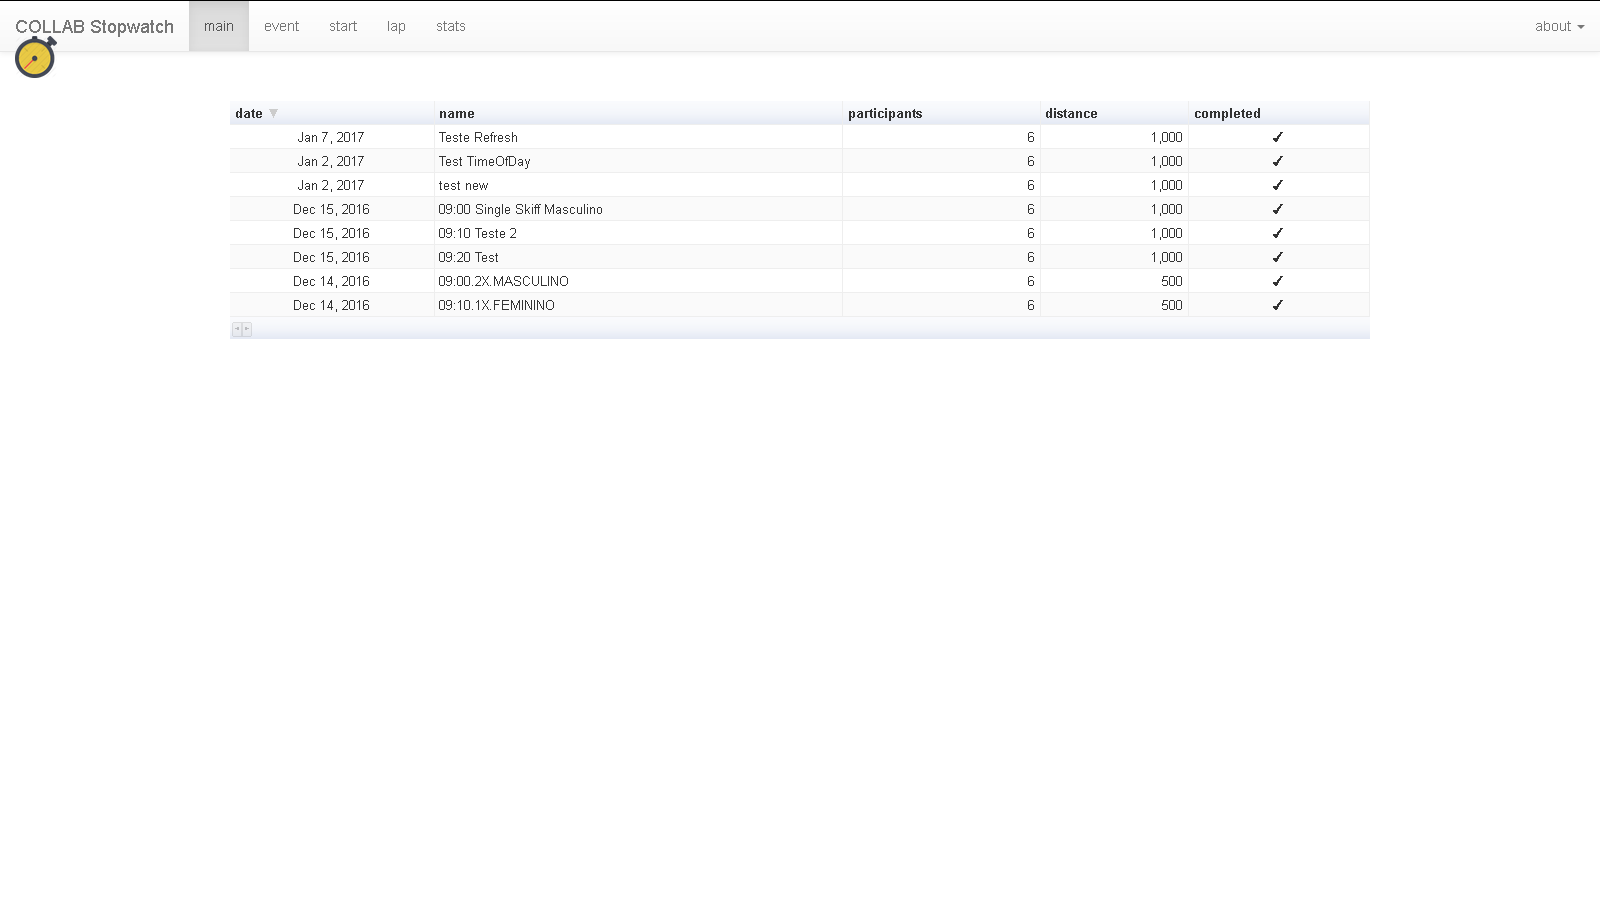 COLLAB Stopwatch main event start lap stats about
date name participants distance completed
Jan 7, 2017 Teste Refresh 6 1,000 ✓
Jan 2, 2017 Test TimeOfDay 6 1,000 ✓
Jan 2, 2017 test new 6 1,000 ✓
Dec 15, 2016 09:00 Single Skiff Masculino 6 1,000 ✓
Dec 15, 2016 09:10 Teste 2 6 1,000 ✓
Dec 15, 2016 09:20 Test 6 1,000 ✓
Dec 14, 2016 09:00.2X.MASCULINO 6 500 ✓
Dec 14, 2016 09:10.1X.FEMININO 6 500 ✓